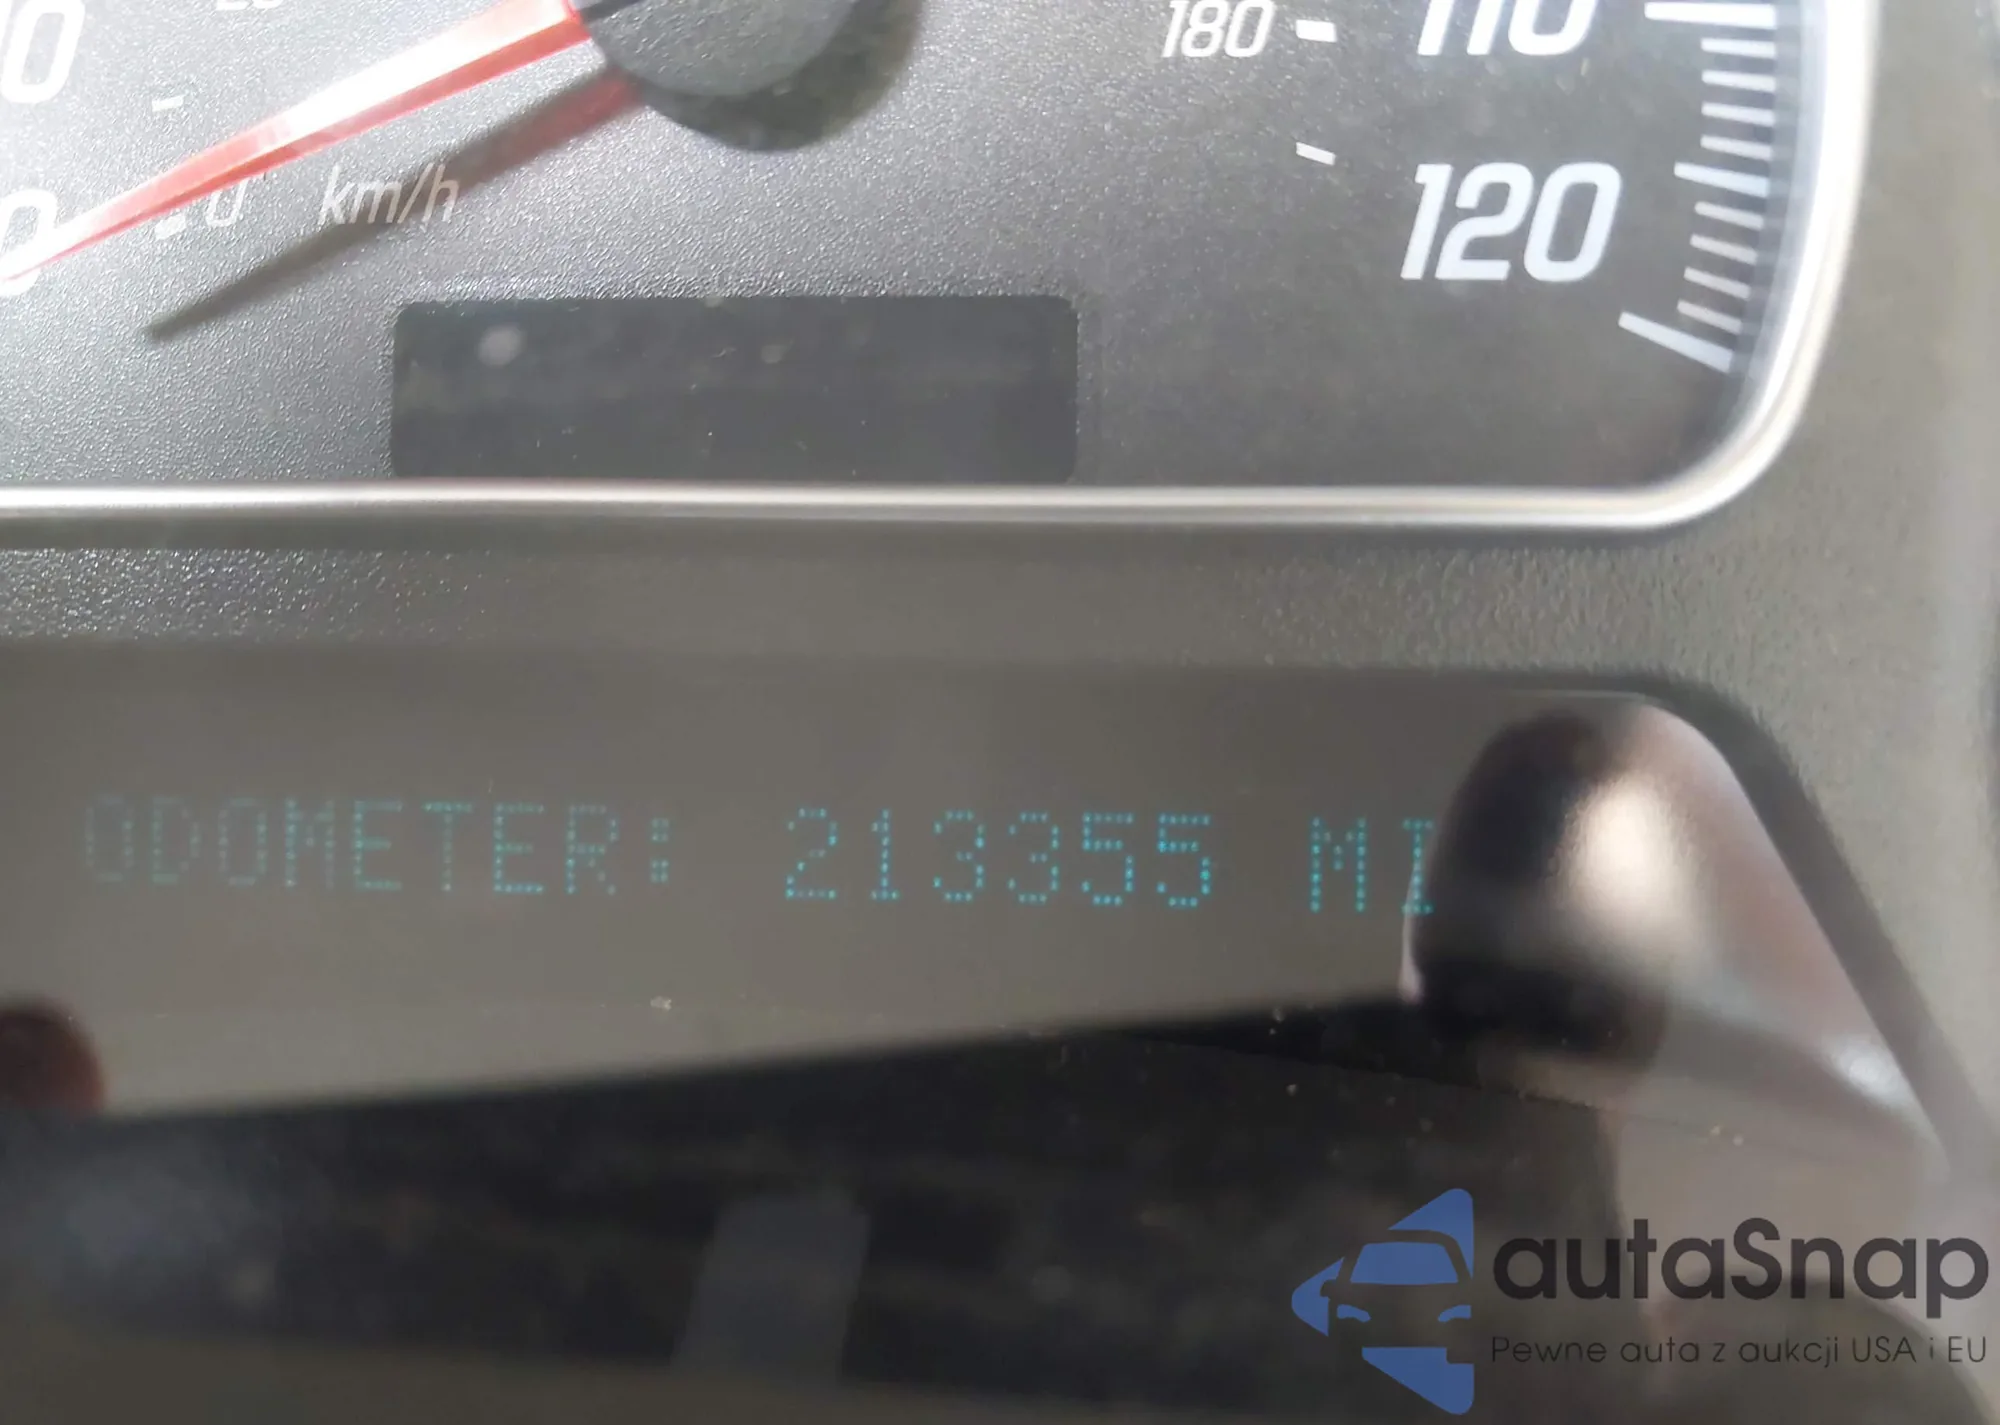 180 110
km/h
120
ODOMETER: 213355 MI
autaSnap
Pewne auta z aukcji USA i EU